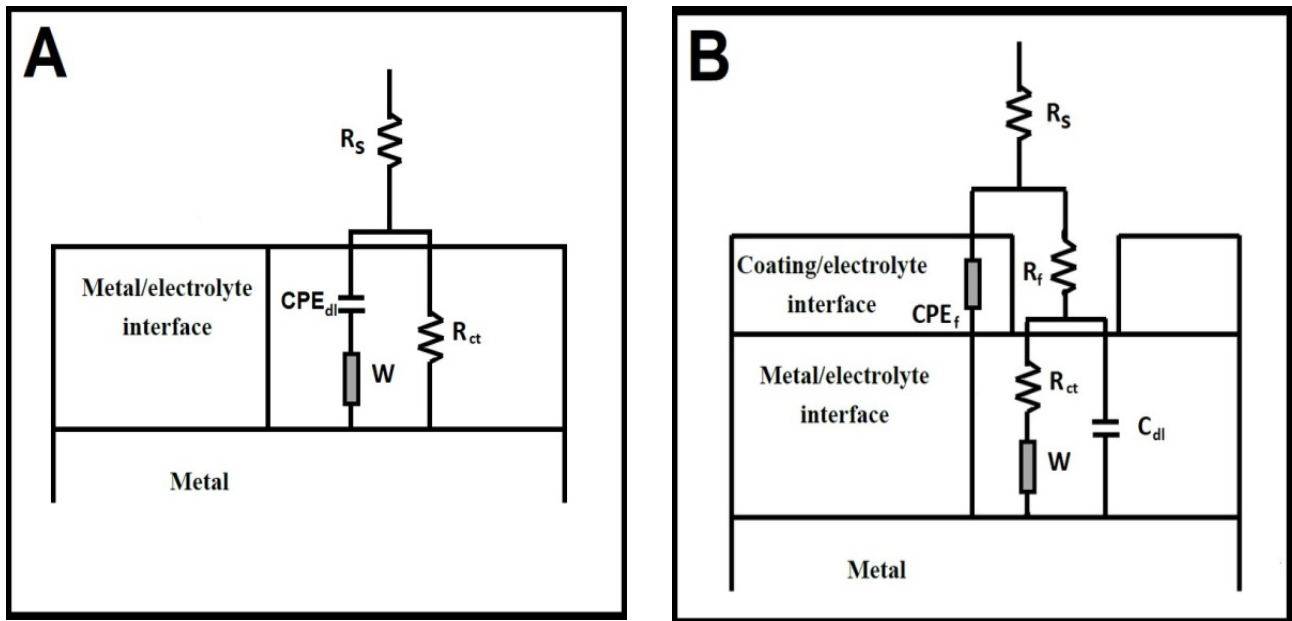 A
Rs
Metal/electrolyte
interface
CPEdl
Rct
W
Metal
B
Rs
Coating/electrolyte
interface
Rf
CPEf
Metal/electrolyte
interface
Rct
W
Cdl
Metal